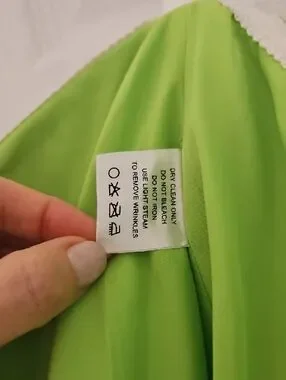 DRY CLEAN ONLY
DO NOT BLEACH
DO NOT IRON
USE LIGHT STEAM
TO REMOVE WRINKLES